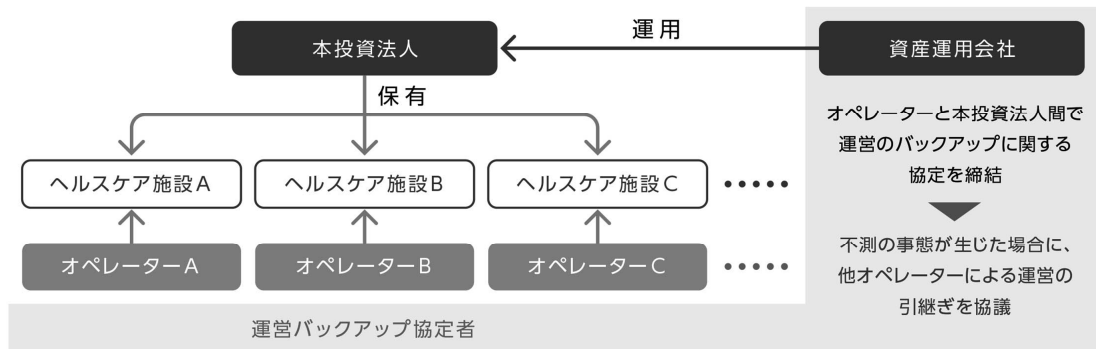 本投資法人
運用
資産運用会社
保有
ヘルスケア施設A
ヘルスケア施設B
ヘルスケア施設C
•••••
オペレーターA
オペレーターB
オペレーターC
•••••
オペレーターと本投資法人間で
運営のバックアップに関する
協定を締結
不測の事態が生じた場合に、
他オペレーターによる運営の
引継ぎを協議
運営バックアップ協定者